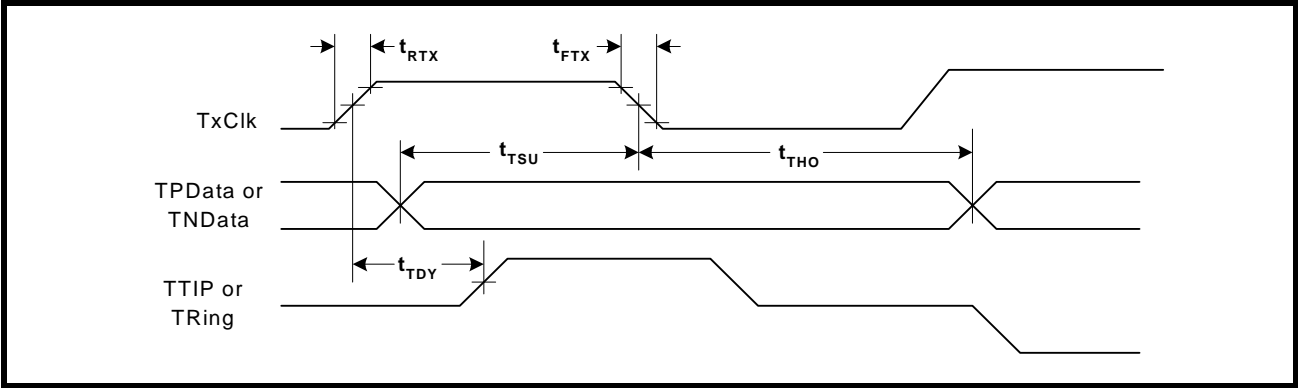 tRTX
tFTX
TxClk
tTSU
tTHO
TPData or
TNData
tTDY
TTIP or
TRing